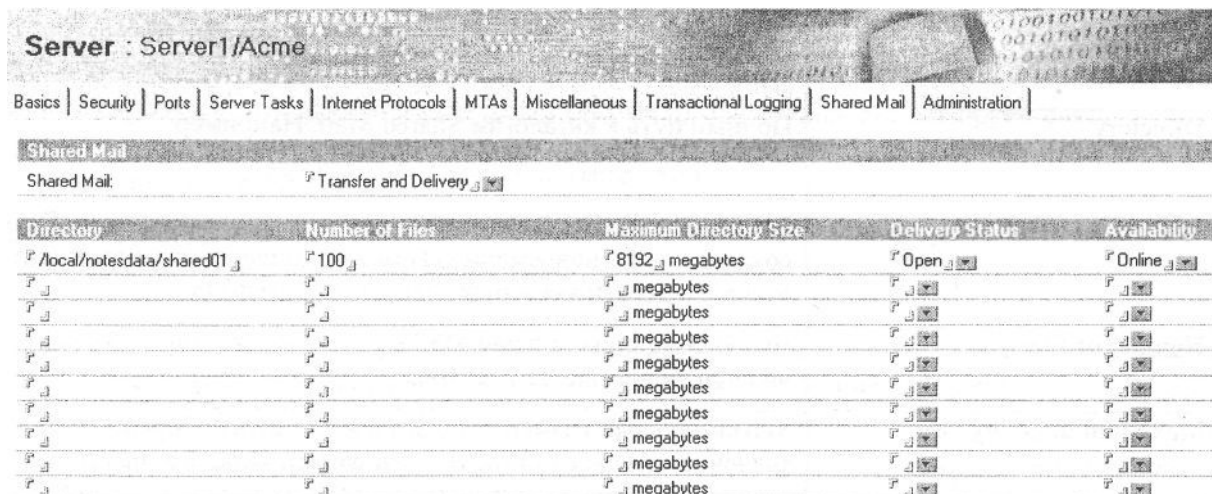 Server : Server1/Acme
Basics | Security | Ports | Server Tasks | Internet Protocols | MTAs | Miscellaneous | Transactional Logging | Shared Mail | Administration |
Shared Mail
Shared Mail: Transfer and Delivery
Directory Number of Files Maximum Directory Size Delivery Status Availability
/local/notesdata/shared01 100 8192 megabytes Open Online
megabytes
megabytes
megabytes
megabytes
megabytes
megabytes
megabytes
megabytes
megabytes